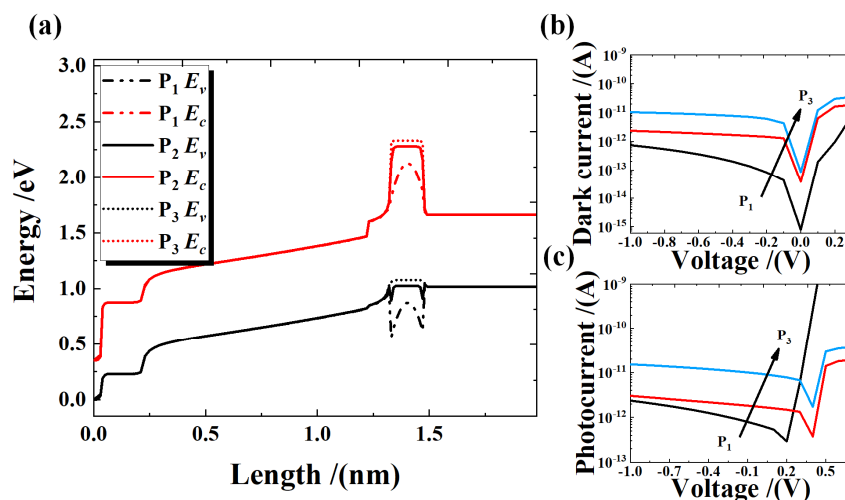 (a)
3.0
2.5
2.0
1.5
1.0
0.5
0.0
Energy /eV
P1 Ev
P1 Ec
P2 Ev
P2 Ec
P3 Ev
P3 Ec
0.0 0.5 1.0 1.5
Length /(nm)
(b)
Dark current /(A)
10-9
10-10
10-11
10-12
10-13
10-14
10-15
P3
P1
-1.0 -0.8 -0.6 -0.4 -0.2 0.0 0.2
Voltage /(V)
(c)
Photocurrent /(A)
10-9
10-10
10-11
10-12
10-13
P3
P1
-1.0 -0.7 -0.4 -0.1 0.2 0.5
Voltage /(V)